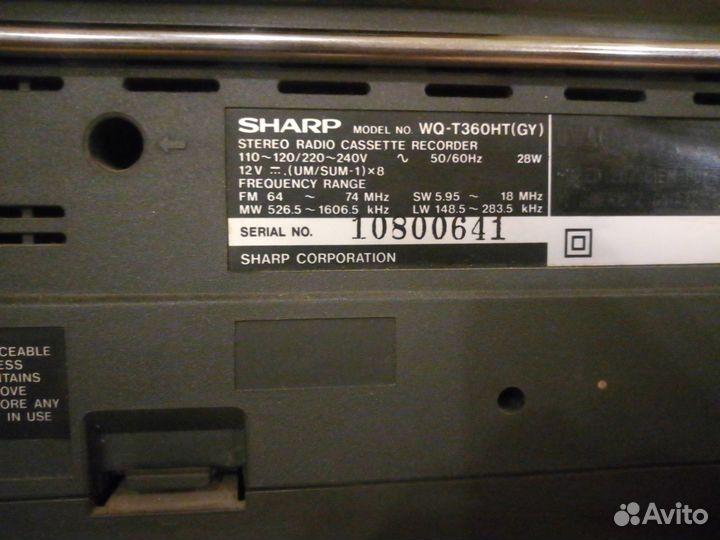 SHARP MODEL NO. WQ-T360HT(GY)
STEREO RADIO CASSETTE RECORDER
110~120/220~240V ∿ 50/60Hz 28W
12V ⎓.(UM/SUM-1)×8
FREQUENCY RANGE
FM 64 ~ 74 MHz SW 5.95 ~ 18 MHz
MW 526.5~1606.5 kHz LW 148.5~283.5 kHz
SERIAL NO. 10800641
SHARP CORPORATION
CEABLE
ESS
NTAINS
OVE
ORE ANY
IN USE
Avito